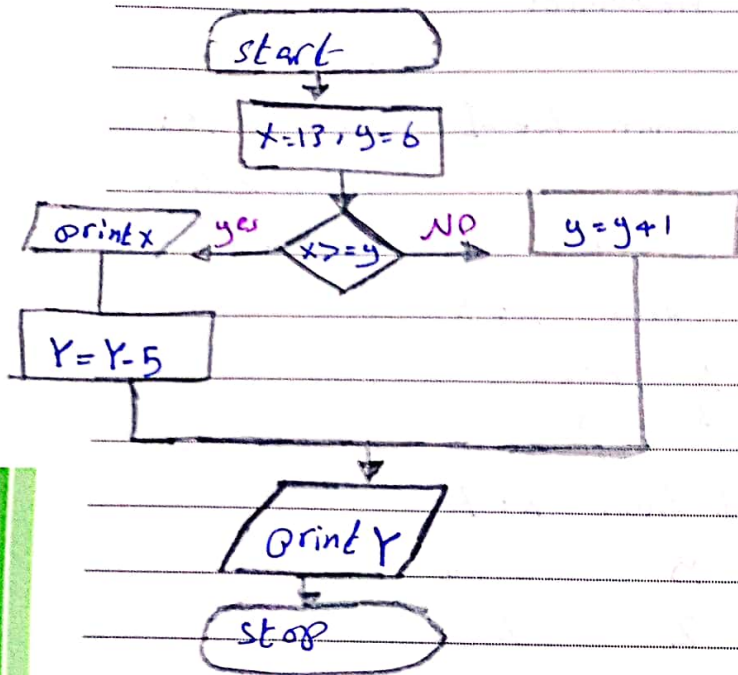 start
x=13, y=6
print x
yes
x>=y
NO
y=y+1
Y=Y-5
print Y
stop